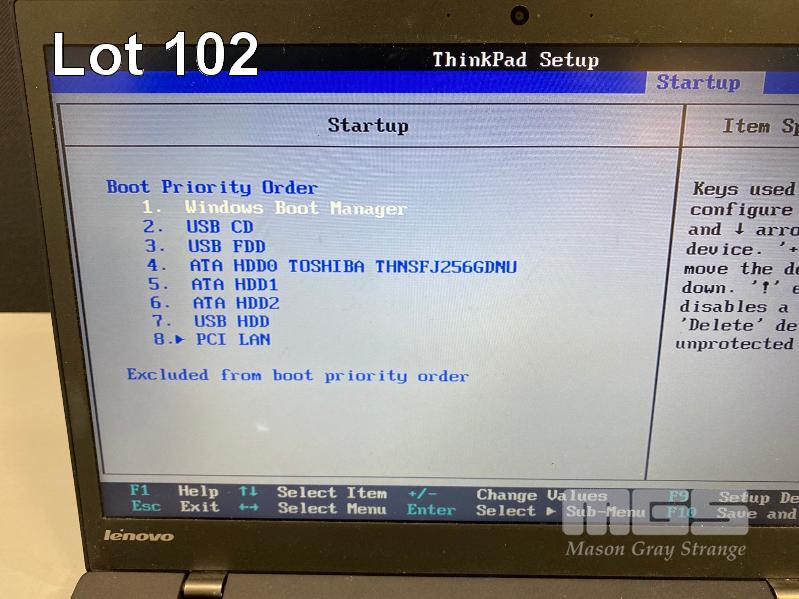 Lot 102
ThinkPad Setup
Startup
Startup
Item Sp
Boot Priority Order
1. Windows Boot Manager
2. USB CD
3. USB FDD
4. ATA HDD0 TOSHIBA THNSFJ256GDNU
5. ATA HDD1
6. ATA HDD2
7. USB HDD
8.▶ PCI LAN
Excluded from boot priority order
Keys used
configure
and ↓ arro
device. '+
move the de
down. '!' e
disables a
'Delete' de
unprotected
F1 Help ↑↓ Select Item +/- Change Values F9 Setup De
Esc Exit ↔ Select Menu Enter Select ▶ Sub-Menu F10 Save and
MGS
Mason Gray Strange
lenovo